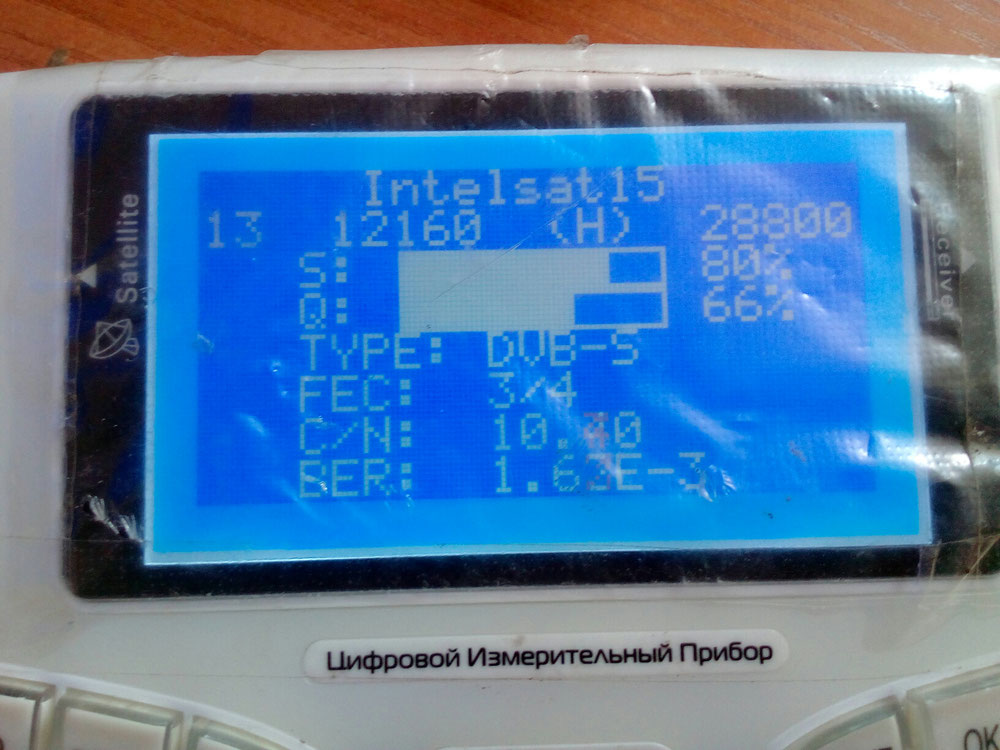 Satellite
Intelsat15
13 12160 (H) 28800
S: 80%
Q: 66%
TYPE: DVB-S
FEC: 3/4
C/N: 10.40
BER: 1.63E-3
Цифровой Измерительный Прибор
OK